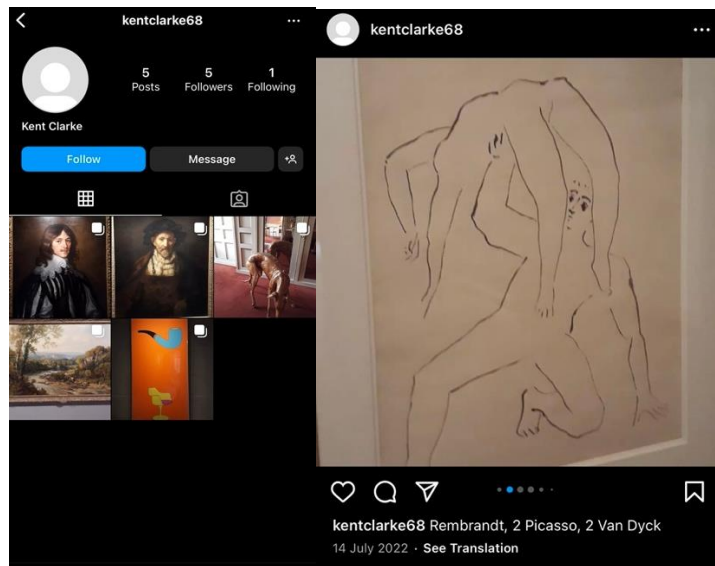 kentclarke68
5 5 1
Posts Followers Following
Kent Clarke
Follow Message
kentclarke68
kentclarke68 Rembrandt, 2 Picasso, 2 Van Dyck
14 July 2022 · See Translation